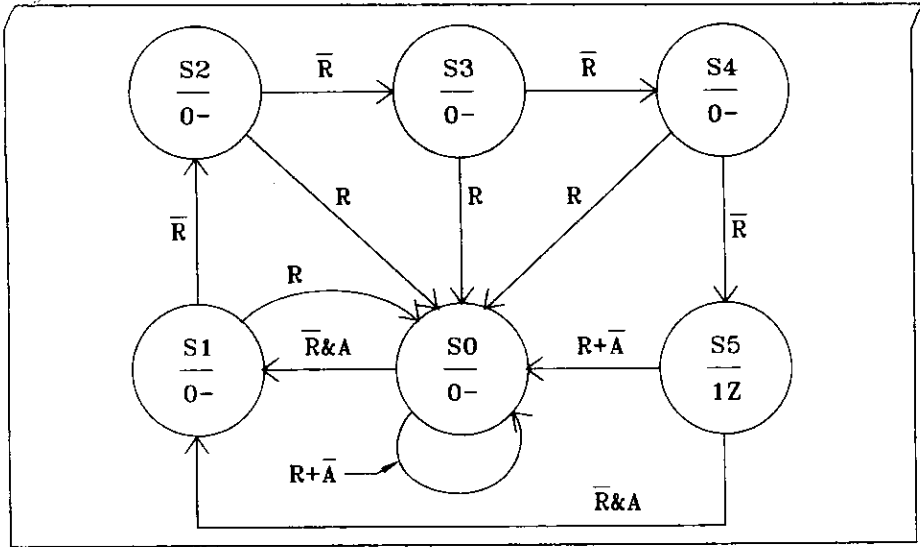 S2
0-
R̅
S3
0-
R̅
S4
0-
R
R
R
R̅
R̅
R
S1
0-
R̅&A
S0
0-
R+A̅
S5
1Z
R+A̅
R̅&A